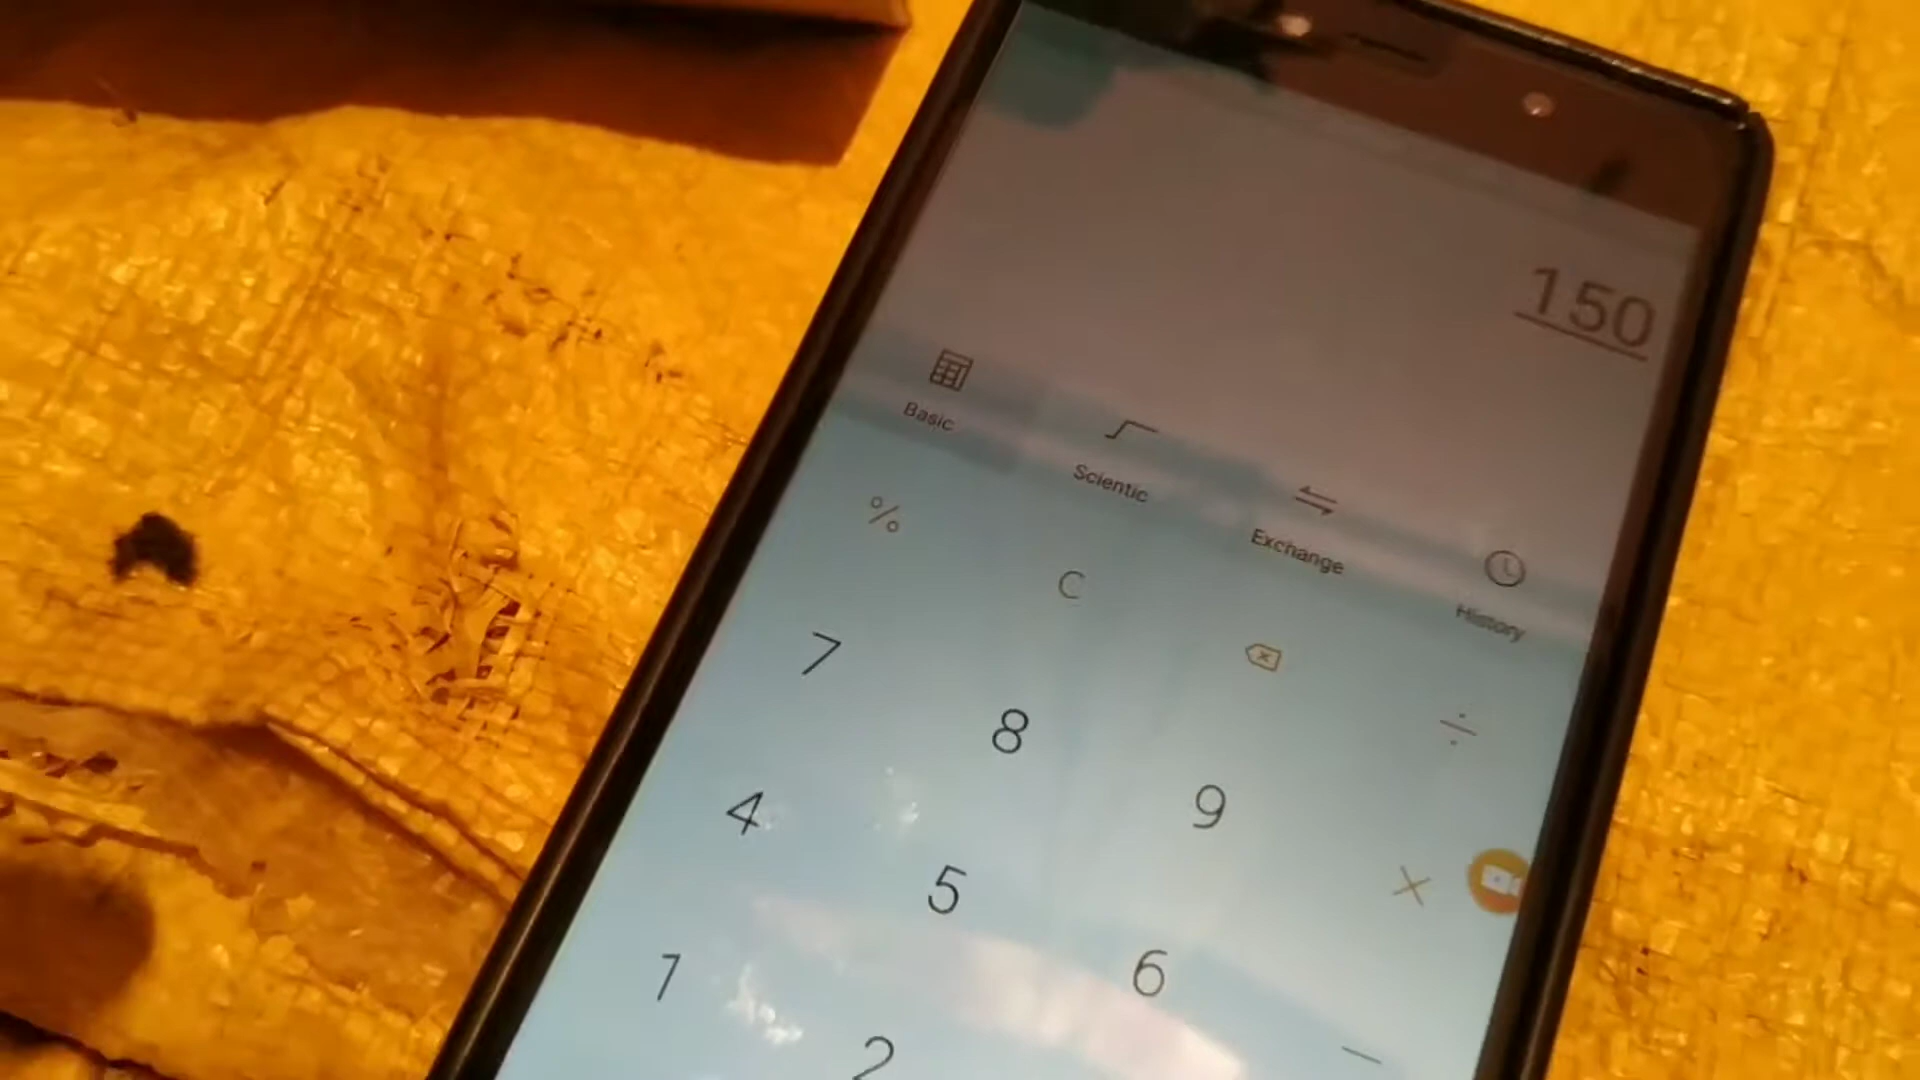 150
Basic
Scientic
Exchange
History
% C ÷
7 8 9 ×
4 5 6 −
1 2